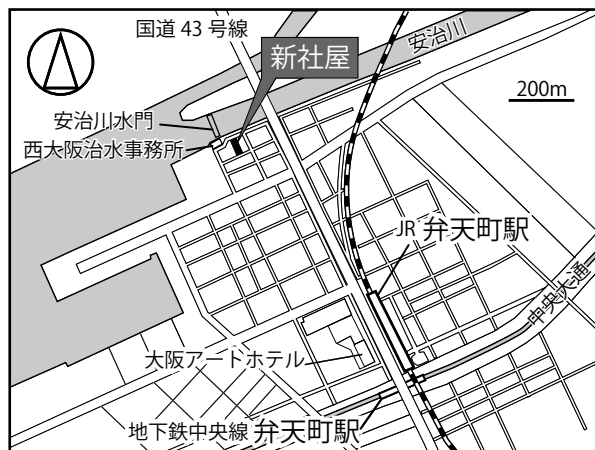 国道 43 号線
安治川
新社屋
200m
安治川水門
西大阪治水事務所
JR 弁天町駅
中央大通
大阪アートホテル
地下鉄中央線 弁天町駅